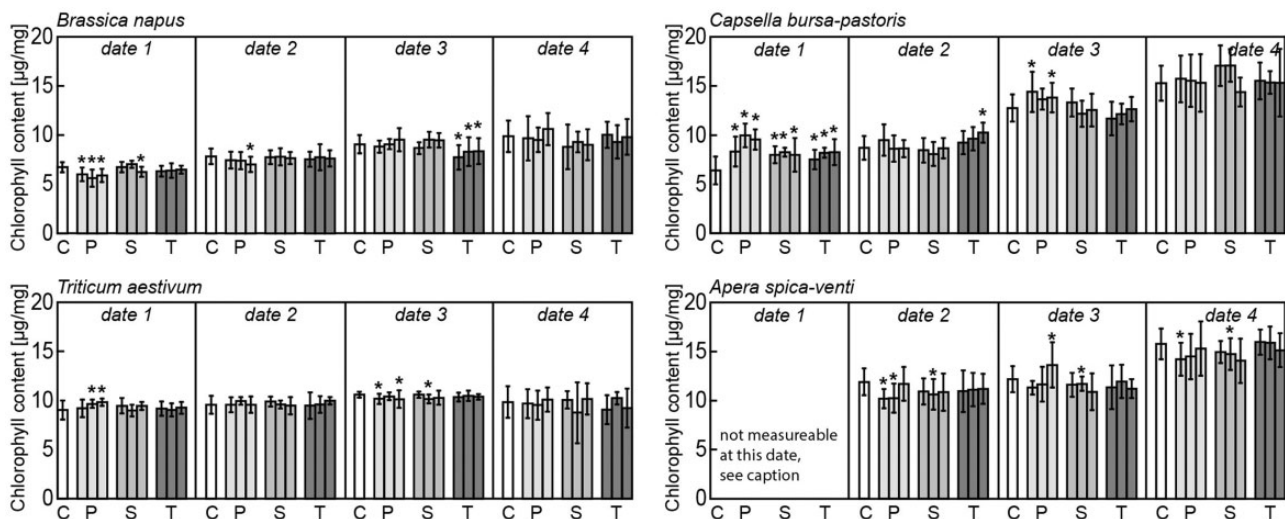 Brassica napus
Chlorophyll content [µg/mg]
20
15
10
5
0
date 1
date 2
date 3
date 4
***
*
*
* * *
C P S T C P S T C P S T C P S T
Capsella bursa-pastoris
Chlorophyll content [µg/mg]
20
15
10
5
0
date 1
date 2
date 3
date 4
* * *
** *
* * *
*
* *
C P S T C P S T C P S T C P S T
Triticum aestivum
Chlorophyll content [µg/mg]
20
15
10
5
0
date 1
date 2
date 3
date 4
**
* *
*
C P S T C P S T C P S T C P S T
Apera spica-venti
Chlorophyll content [µg/mg]
20
15
10
5
0
date 1
not measureable
at this date,
see caption
date 2
date 3
date 4
* *
*
*
*
*
*
C P S T C P S T C P S T C P S T